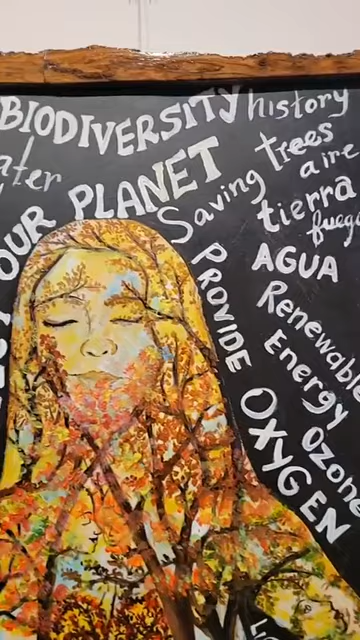 BIODIVERSITY
history
ater
OUR PLANET
Saving trees
aire
tierra
fuego
AGUA
PROVIDE
Renewable
Energy
Ozone
OXYGEN